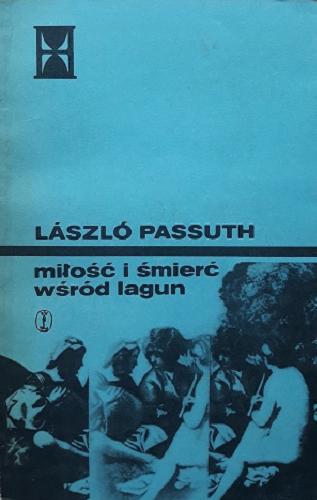 LÁSZLÓ PASSUTH
miłość i śmierć
wśród lagun